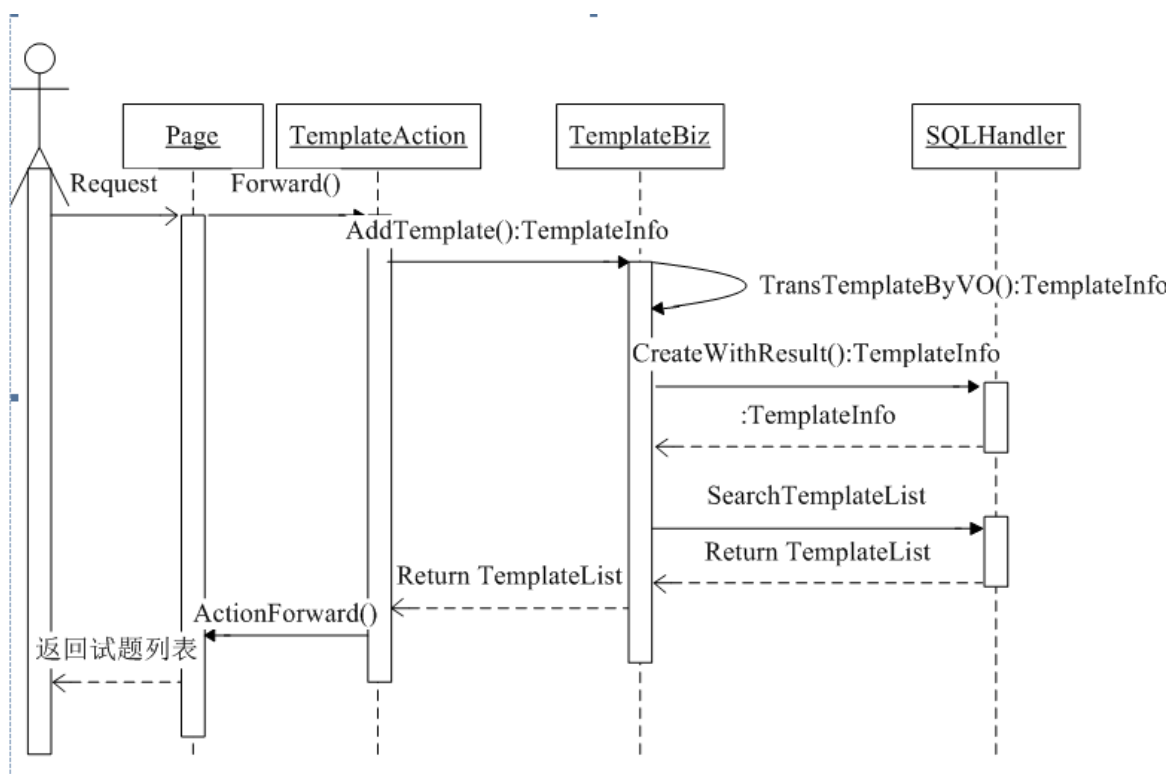 Page
TemplateAction
TemplateBiz
SQLHandler
Request
Forward()
AddTemplate():TemplateInfo
TransTemplateByVO():TemplateInfo
CreateWithResult():TemplateInfo
:TemplateInfo
SearchTemplateList
Return TemplateList
Return TemplateList
ActionForward()
返回试题列表